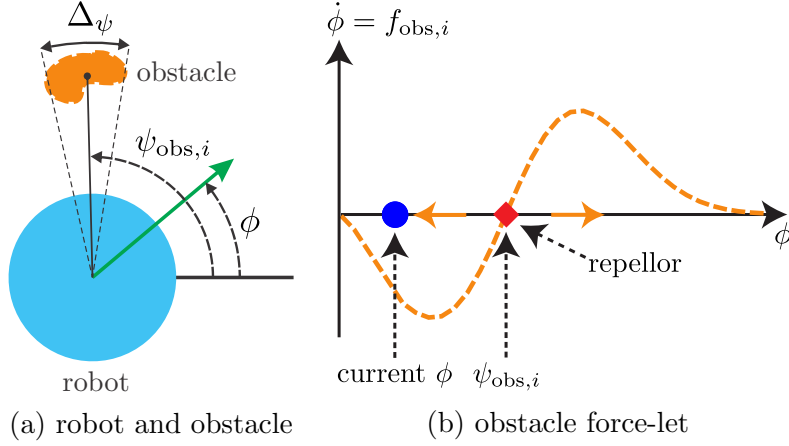 Δ_ψ
obstacle
ψ_obs,i
ϕ
robot
(a) robot and obstacle
ϕ̇ = f_obs,i
ϕ
repellor
current ϕ
ψ_obs,i
(b) obstacle force-let